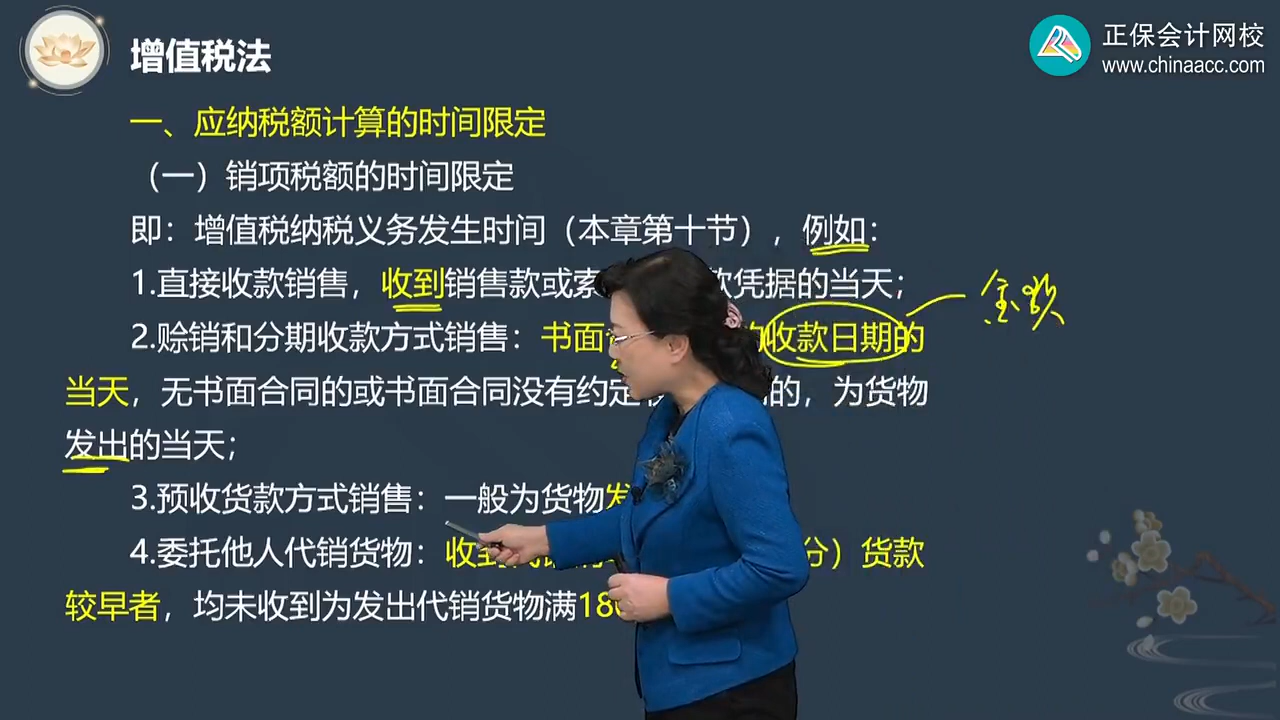 增值税法
正保会计网校
www.chinaacc.com
一、应纳税额计算的时间限定
（一）销项税额的时间限定
即：增值税纳税义务发生时间（本章第十节），例如：
1.直接收款销售，收到销售款或索 款凭据的当天；
2.赊销和分期收款方式销售：书面 的收款日期的
金额
当天，无书面合同的或书面合同没有约定 的，为货物
发出的当天；
3.预收货款方式销售：一般为货物发
4.委托他人代销货物：收到 分）货款
较早者，均未收到为发出代销货物满18